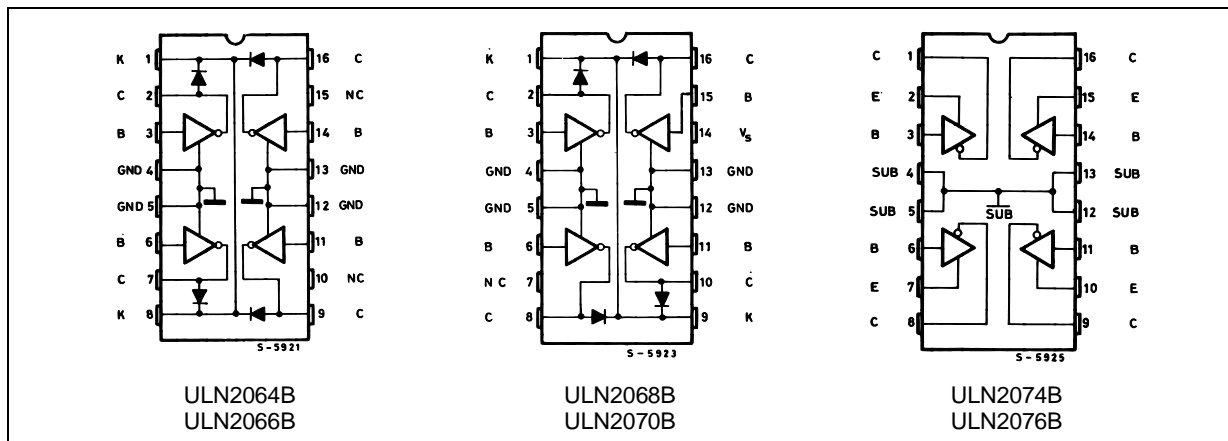 K 1 16 C
C 2 15 NC
B 3 14 B
GND 4 13 GND
GND 5 12 GND
B 6 11 B
C 7 10 NC
K 8 9 C
S-5921
ULN2064B
ULN2066B
K 1 16 C
C 2 15 B
B 3 14 Vs
GND 4 13 GND
GND 5 12 GND
B 6 11 B
NC 7 10 C
C 8 9 K
S-5923
ULN2068B
ULN2070B
C 1 16 C
E 2 15 E
B 3 14 B
SUB 4 13 SUB
SUB
SUB 5 12 SUB
B 6 11 B
E 7 10 E
C 8 9 C
S-5925
ULN2074B
ULN2076B